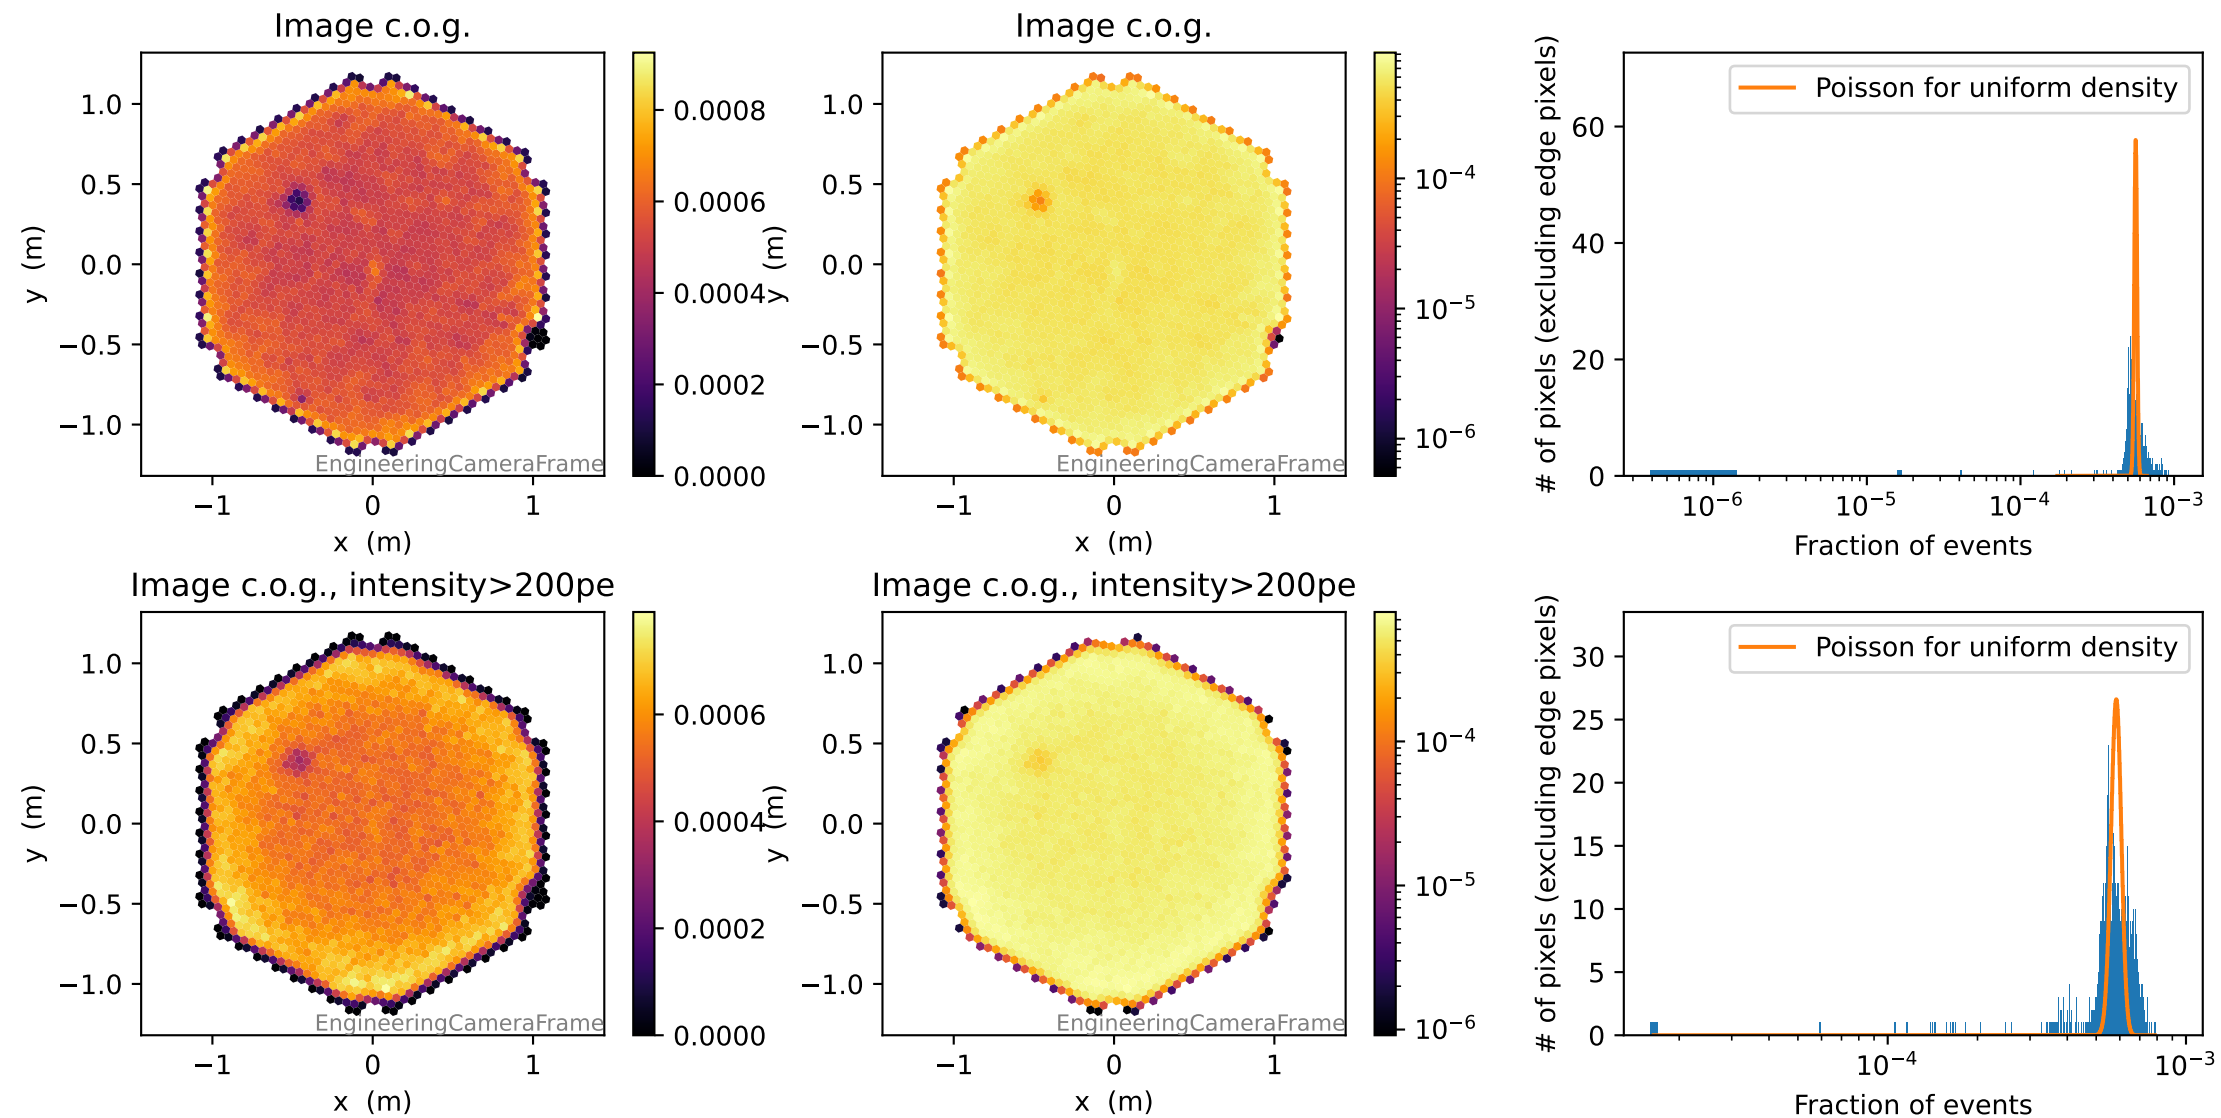 Image c.o.g.
1.0
0.5
0.0
−0.5
−1.0
y (m)
−1
0
1
x (m)
EngineeringCameraFrame
0.0008
0.0006
0.0004
0.0002
0.0000
Image c.o.g.
1.0
0.5
0.0
−0.5
−1.0
y (m)
−1
0
1
x (m)
EngineeringCameraFrame
10⁻⁴
10⁻⁵
10⁻⁶
# of pixels (excluding edge pixels)
60
40
20
0
Poisson for uniform density
10⁻⁶
10⁻⁵
10⁻⁴
10⁻³
Fraction of events
Image c.o.g., intensity>200pe
1.0
0.5
0.0
−0.5
−1.0
y (m)
−1
0
1
x (m)
EngineeringCameraFrame
0.0006
0.0004
0.0002
0.0000
Image c.o.g., intensity>200pe
1.0
0.5
0.0
−0.5
−1.0
y (m)
−1
0
1
x (m)
EngineeringCameraFrame
10⁻⁴
10⁻⁵
10⁻⁶
# of pixels (excluding edge pixels)
30
25
20
15
10
5
0
Poisson for uniform density
10⁻⁴
10⁻³
Fraction of events